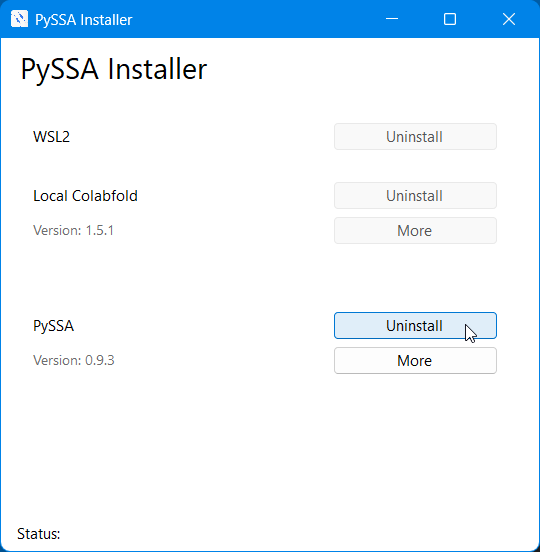 PySSA Installer
PySSA Installer
WSL2 Uninstall
Local Colabfold Uninstall
Version: 1.5.1 More
PySSA Uninstall
Version: 0.9.3 More
Status: